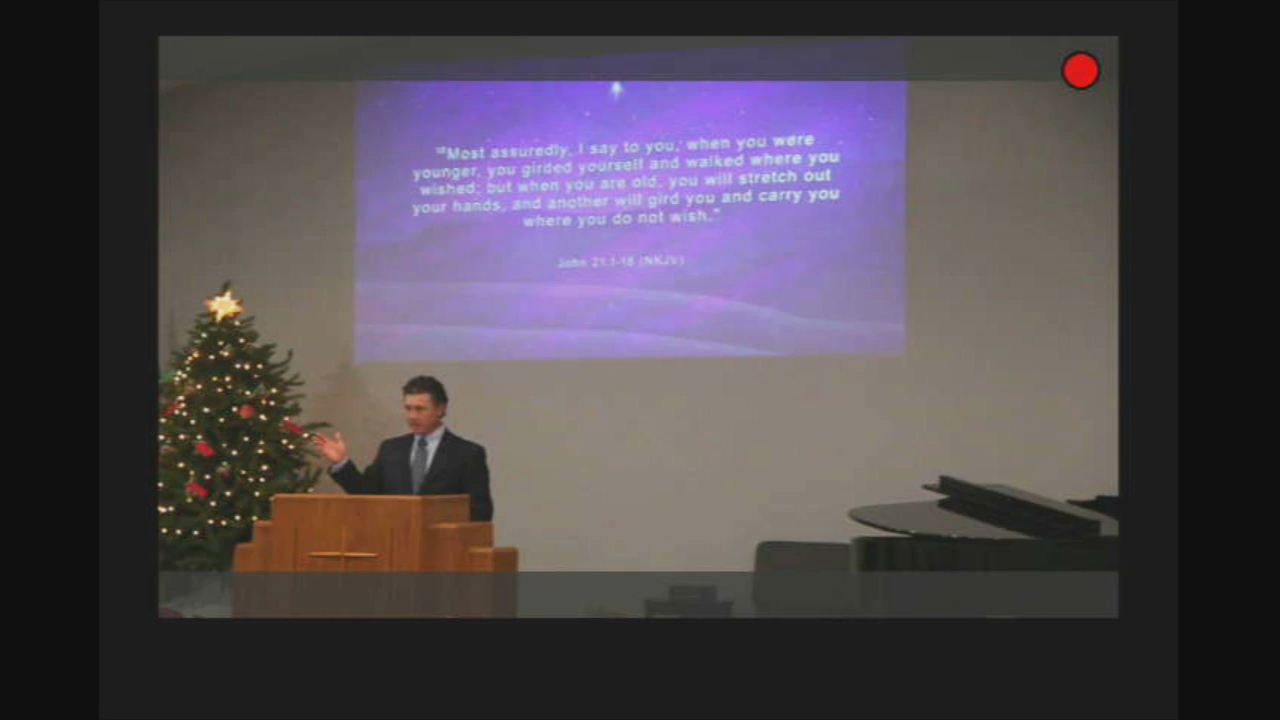 "¹⁸Most assuredly, I say to you, when you were
younger, you girded yourself and walked where you
wished; but when you are old, you will stretch out
your hands, and another will gird you and carry you
where you do not wish."
John 21:1-18 (NKJV)